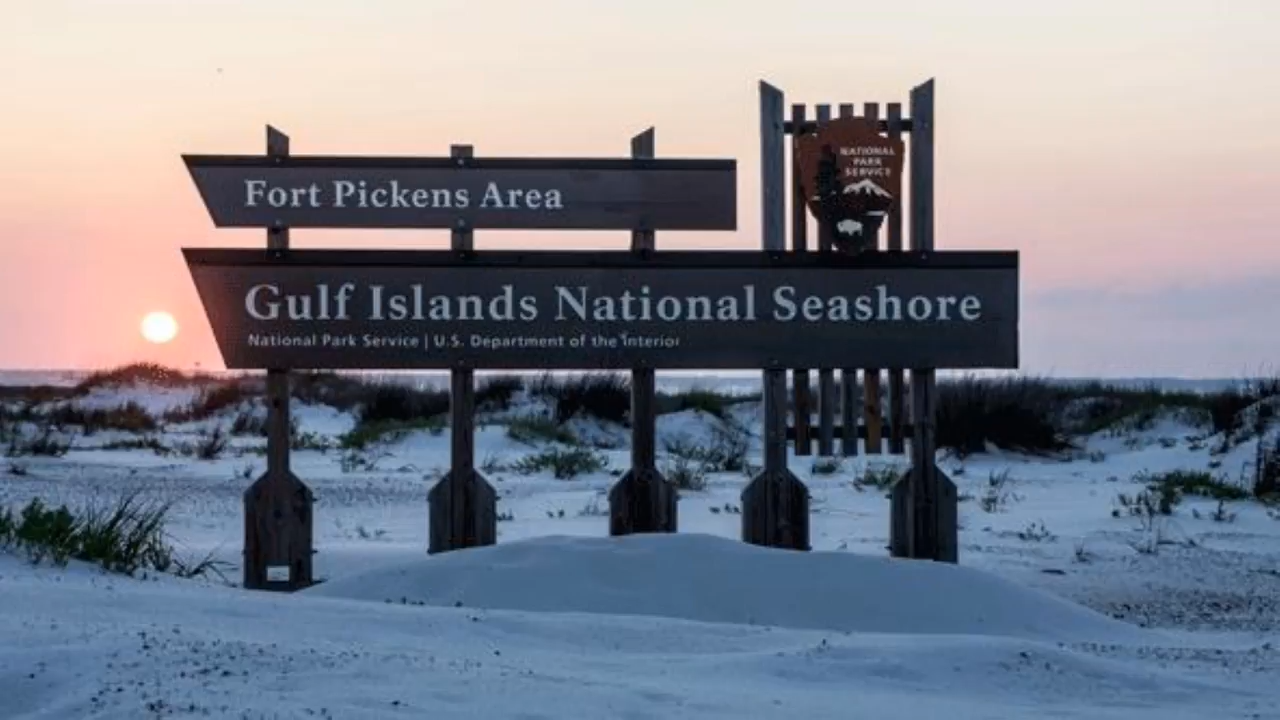 Fort Pickens Area
NATIONAL
PARK
SERVICE
Gulf Islands National Seashore
National Park Service | U.S. Department of the Interior